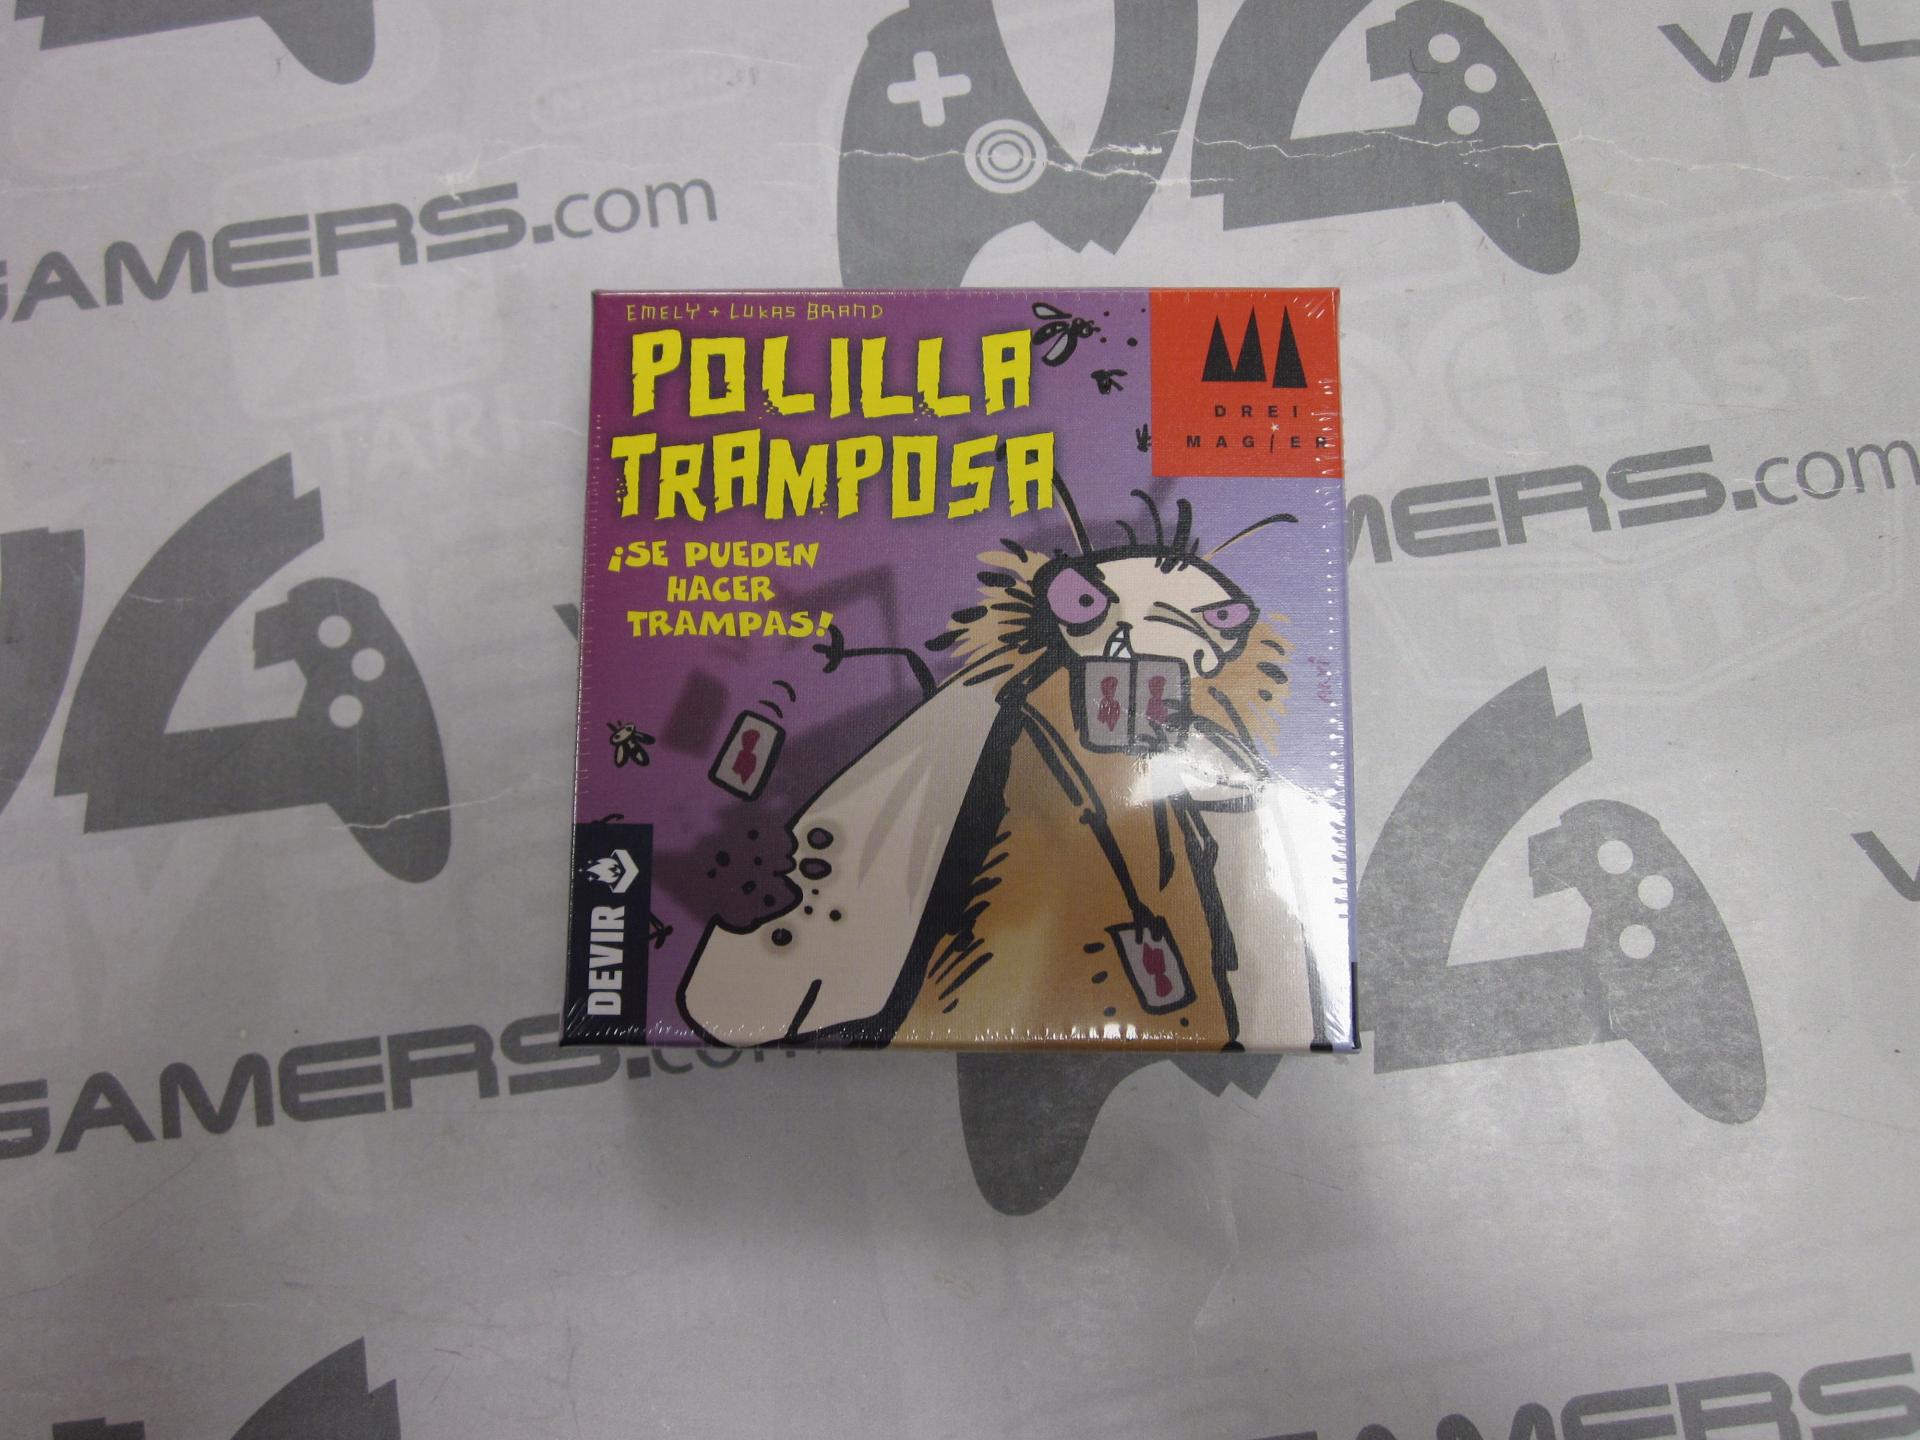 VAL
GAMERS.com
EMELY + LUKAS BRAND
POLILLA
TRAMPOSA
¡SE PUEDEN
HACER
TRAMPAS!
DREI
MAGIER
DEVIR
MERS.com
GAMERS.com
GAMERS